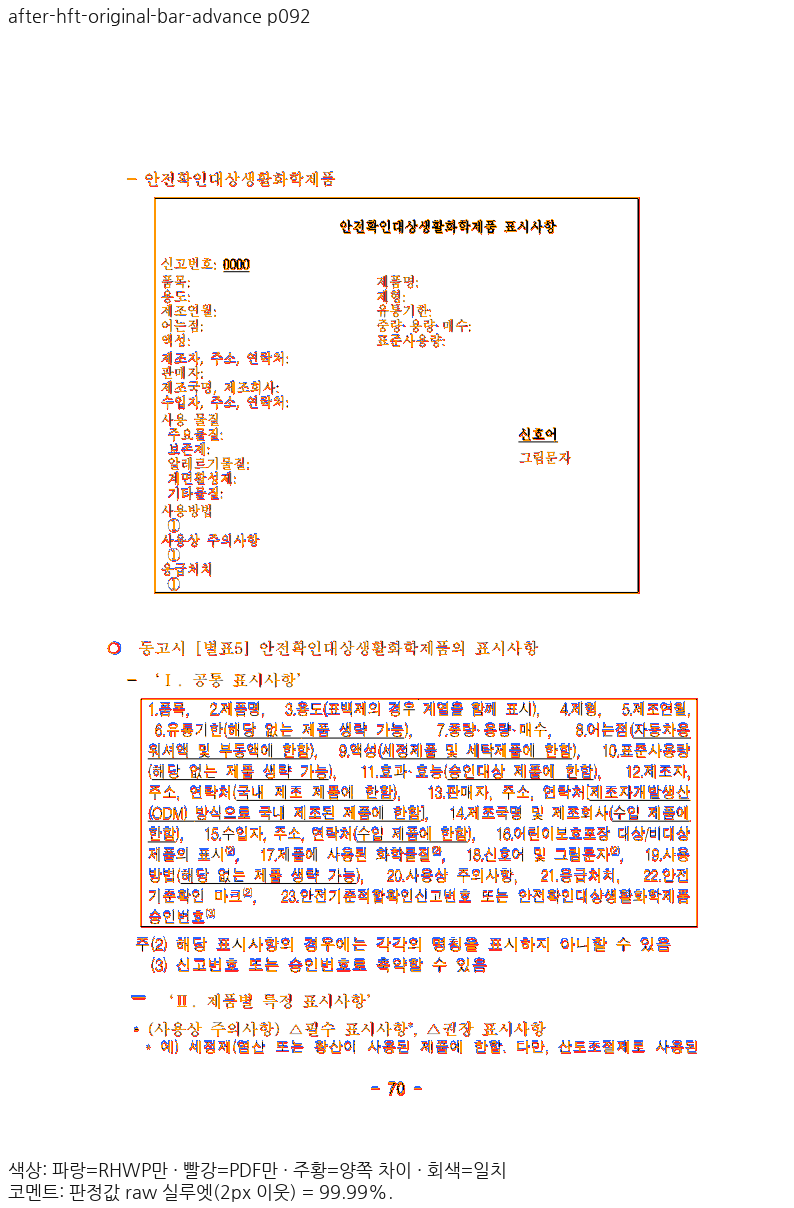 after-hft-original-bar-advance p092
- 안전확인대상생활화학제품
안전확인대상생활화학제품 표시사항
신고번호: 0000
품목: 제품명:
용도: 제형:
제조연월: 유통기한:
어는점: 중량·용량·매수:
액성: 표준사용량:
제조자, 주소, 연락처:
판매자:
제조국명, 제조회사:
수입자, 주소, 연락처:
사용 물질
주요물질:
보존제:
알레르기물질:
계면활성제:
기타물질:
신호어
그림문자
사용방법
①
사용상 주의사항
①
응급처치
①
○ 동고시 [별표5] 안전확인대상생활화학제품의 표시사항
- ‘Ⅰ. 공통 표시사항’
1.품목, 2.제품명, 3.용도(표백제의 경우 계열을 함께 표시), 4.제형, 5.제조연월,
6.유통기한(해당 없는 제품 생략 가능), 7.중량·용량·매수, 8.어는점(자동차용
워셔액 및 부동액에 한함), 9.액성(세정제품 및 세탁제품에 한함), 10.표준사용량
(해당 없는 제품 생략 가능), 11.효과·효능(승인대상 제품에 한함), 12.제조자,
주소, 연락처(국내 제조 제품에 한함), 13.판매자, 주소, 연락처[제조자개발생산
(ODM) 방식으로 국내 제조된 제품에 한함], 14.제조국명 및 제조회사(수입 제품에
한함), 15.수입자, 주소, 연락처(수입 제품에 한함), 16.어린이보호포장 대상/비대상
제품의 표시⁽²⁾, 17.제품에 사용된 화학물질⁽²⁾, 18.신호어 및 그림문자⁽²⁾, 19.사용
방법(해당 없는 제품 생략 가능), 20.사용상 주의사항, 21.응급처치, 22.안전
기준확인 마크⁽²⁾, 23.안전기준적합확인신고번호 또는 안전확인대상생활화학제품
승인번호⁽³⁾
주(2) 해당 표시사항의 경우에는 각각의 명칭을 표시하지 아니할 수 있음
(3) 신고번호 또는 승인번호로 축약할 수 있음
- ‘Ⅱ. 제품별 특정 표시사항’
▪ (사용상 주의사항) △필수 표시사항*, △권장 표시사항
* 예) 세정제(염산 또는 황산이 사용된 제품에 한함. 다만, 산도조절제로 사용된
- 70 -
색상: 파랑=RHWP만 · 빨강=PDF만 · 주황=양쪽 차이 · 회색=일치
코멘트: 판정값 raw 실루엣(2px 이웃) = 99.99%.